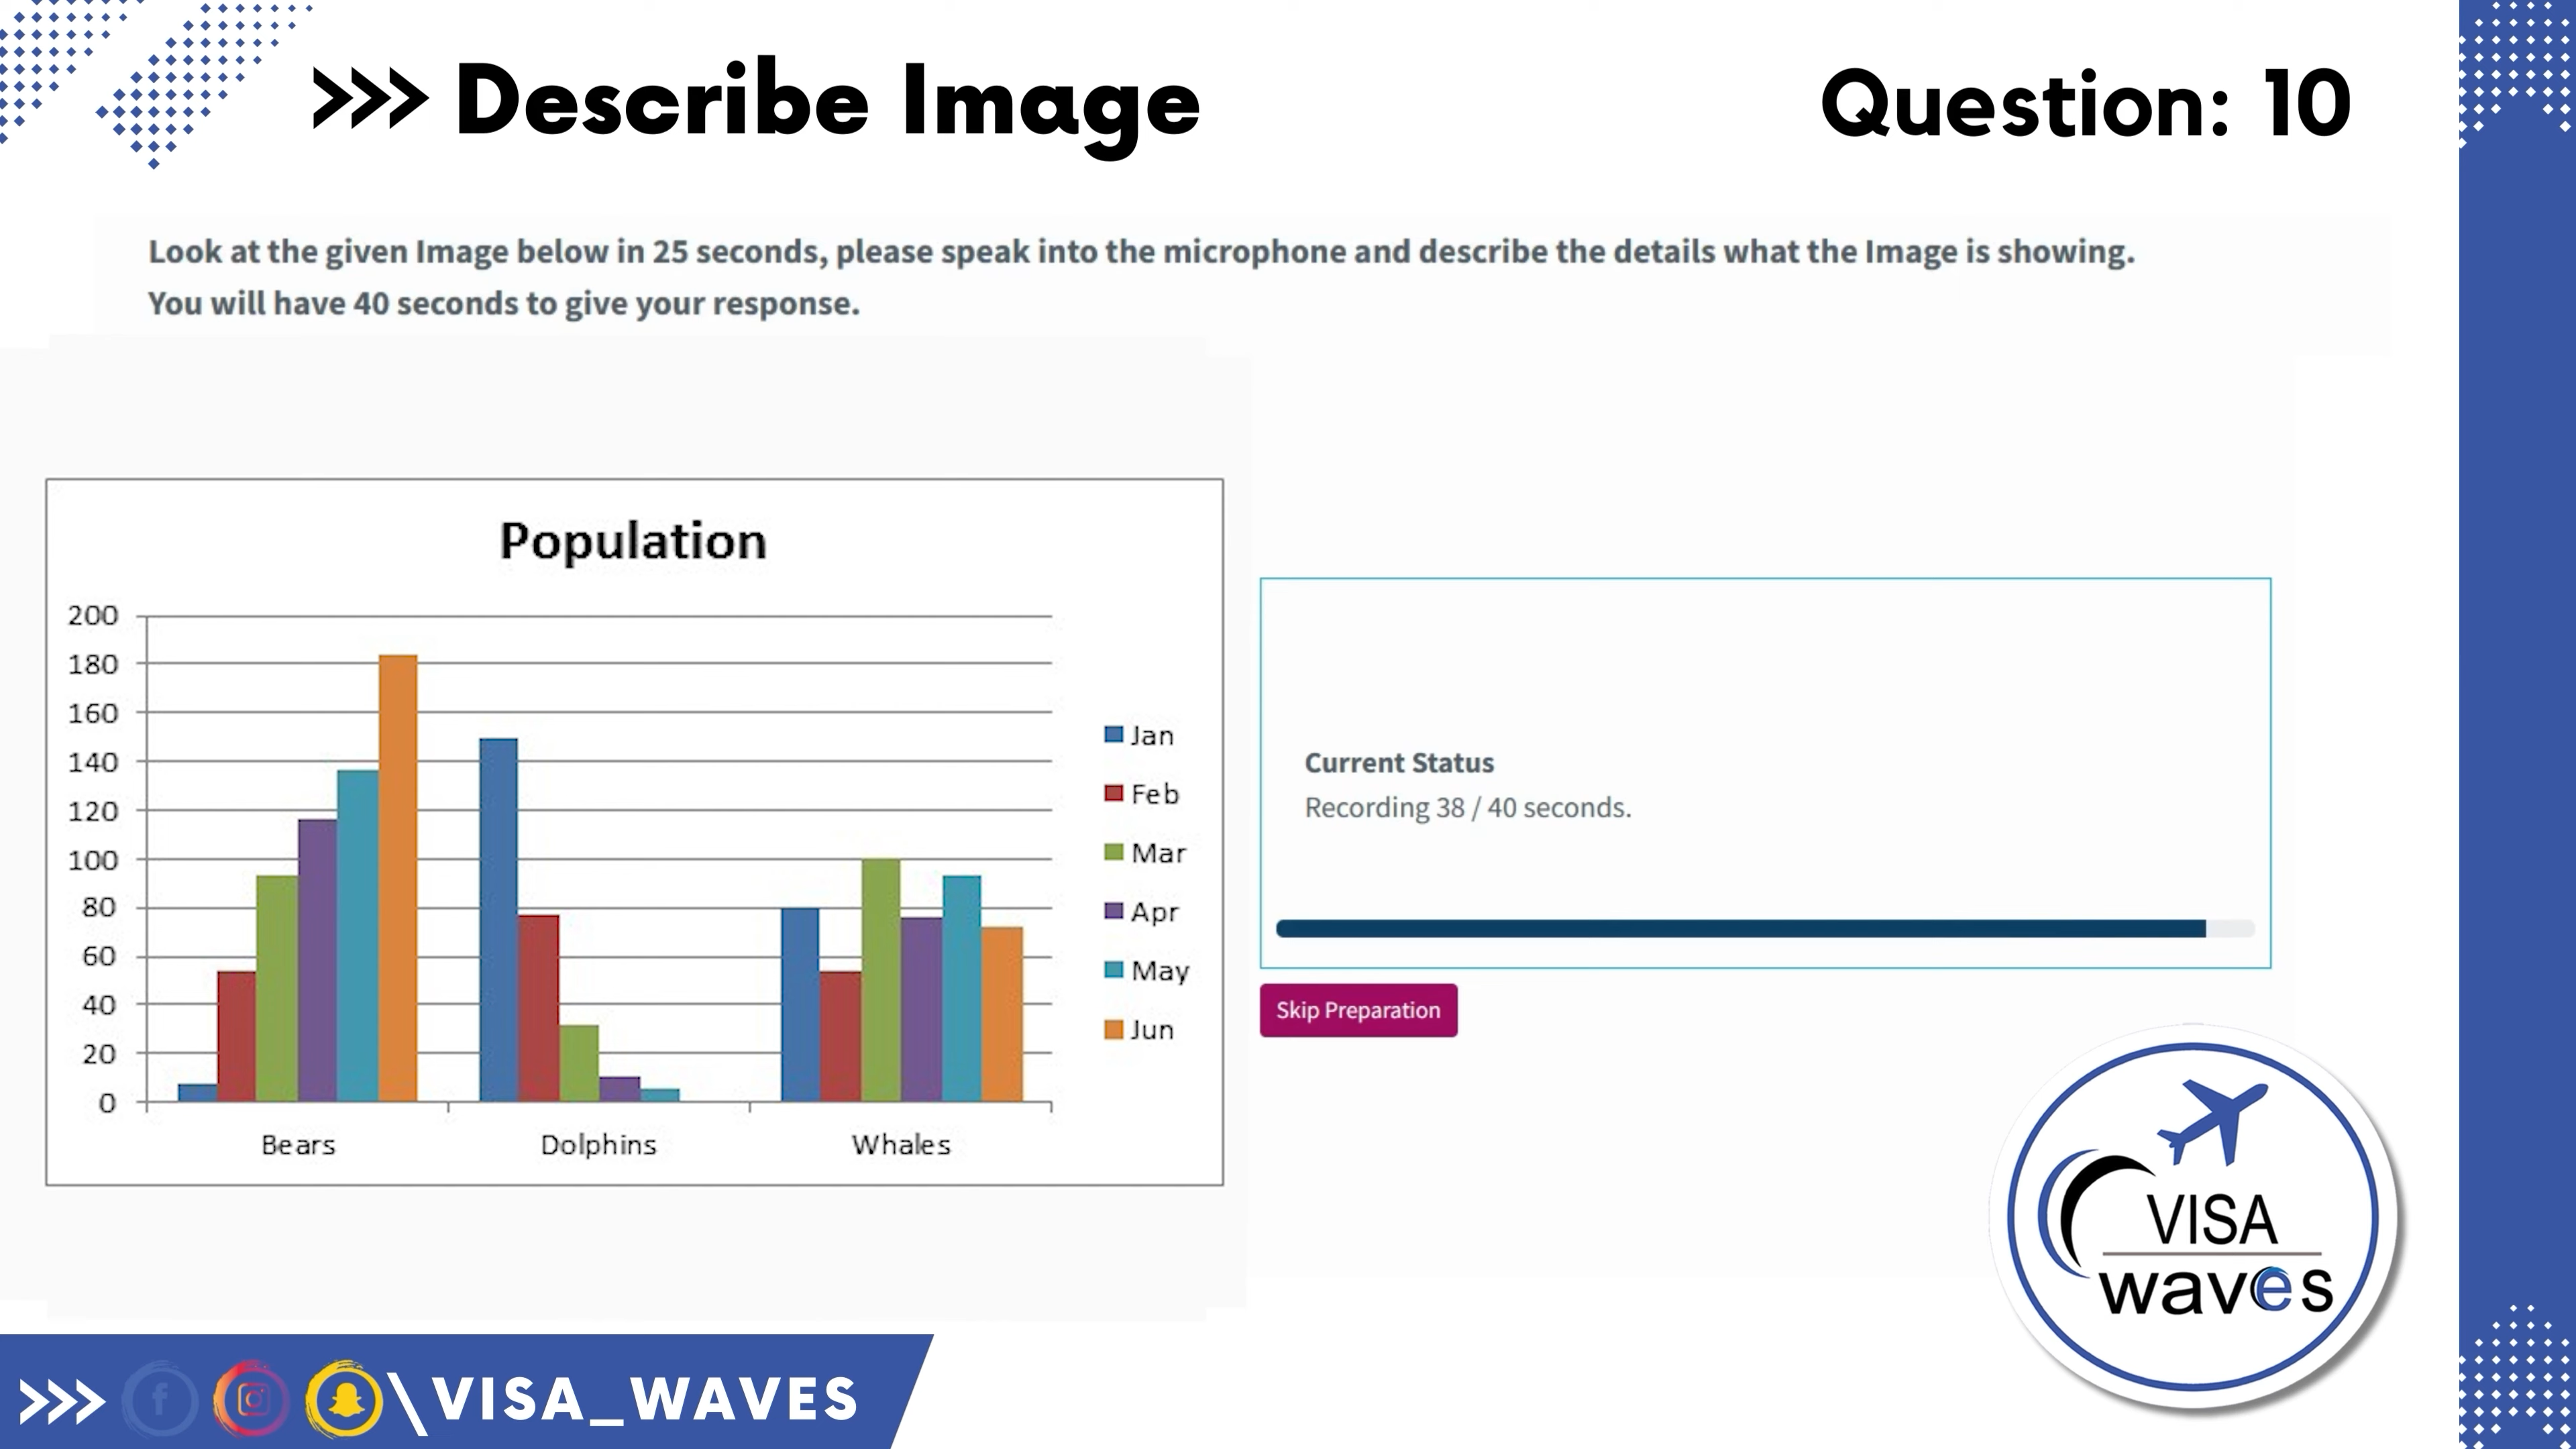 >>> Describe Image
Question: 10
Look at the given Image below in 25 seconds, please speak into the microphone and describe the details what the Image is showing.
You will have 40 seconds to give your response.
Population
200
180
160
140
120
100
80
60
40
20
0
Bears Dolphins Whales
Jan
Feb
Mar
Apr
May
Jun
Current Status
Recording 38 / 40 seconds.
Skip Preparation
VISA
waves
>>> \VISA_WAVES